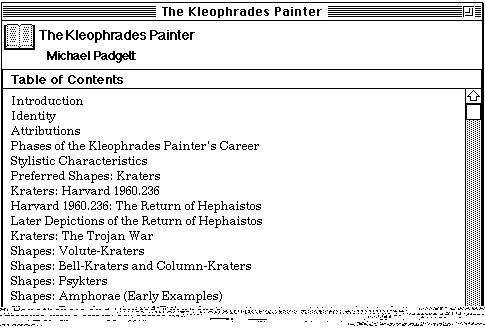 The Kleophrades Painter
The Kleophrades Painter
Michael Padgett
Table of Contents
Introduction
Identity
Attributions
Phases of the Kleophrades Painter's Career
Stylistic Characteristics
Preferred Shapes: Kraters
Kraters: Harvard 1960.236
Harvard 1960.236: The Return of Hephaistos
Later Depictions of the Return of Hephaistos
Kraters: The Trojan War
Shapes: Volute-Kraters
Shapes: Bell-Kraters and Column-Kraters
Shapes: Psykters
Shapes: Amphorae (Early Examples)